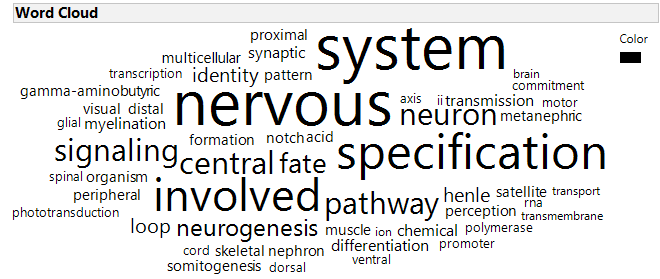 Word Cloud
Color
proximal
system
multicellular synaptic
transcription identity pattern
brain
gamma-aminobutyric
commitment
visual distal
nervous
axis
ii transmission motor
glial myelination
neuron metanephric
formation notch acid
signaling
central fate
specification
spinal organism
peripheral
involved
pathway henle satellite transport
phototransduction
perception rna
transmembrane
loop neurogenesis muscle ion chemical polymerase
cord skeletal nephron differentiation promoter
somitogenesis dorsal
ventral